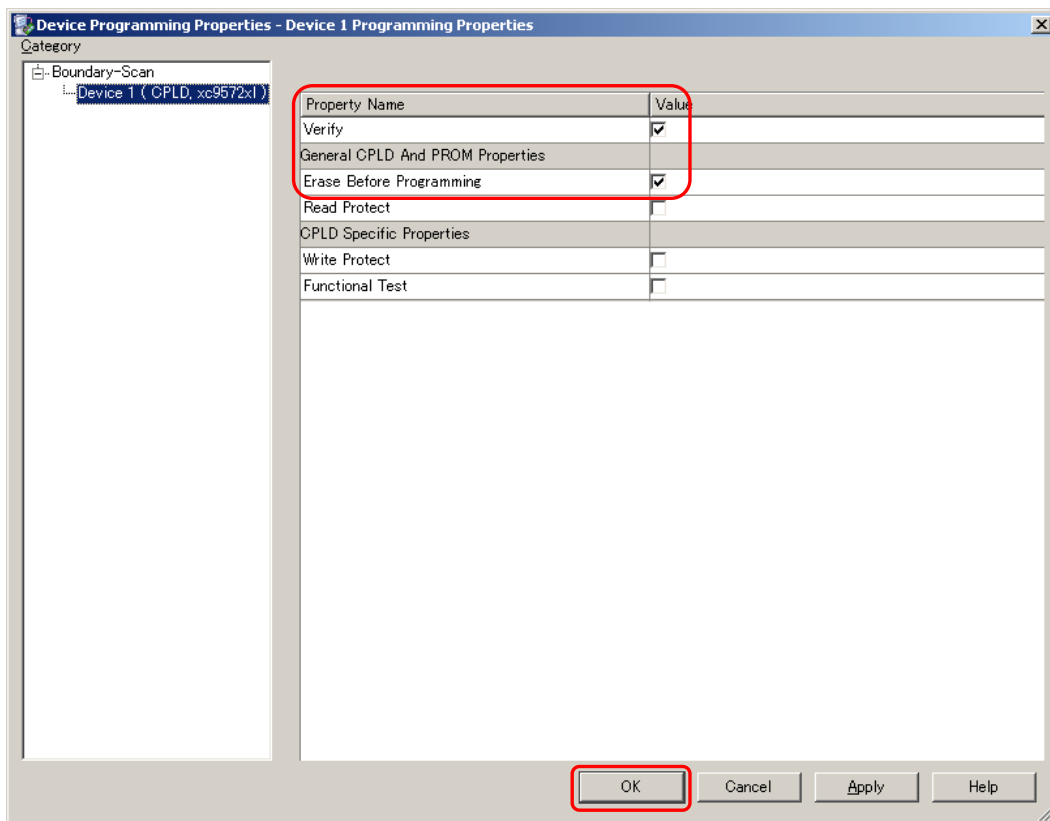 Device Programming Properties - Device 1 Programming Properties
Category
Boundary-Scan
Device 1 ( CPLD, xc9572xl )
Property Name Value
Verify
General CPLD And PROM Properties
Erase Before Programming
Read Protect
CPLD Specific Properties
Write Protect
Functional Test
OK Cancel Apply Help